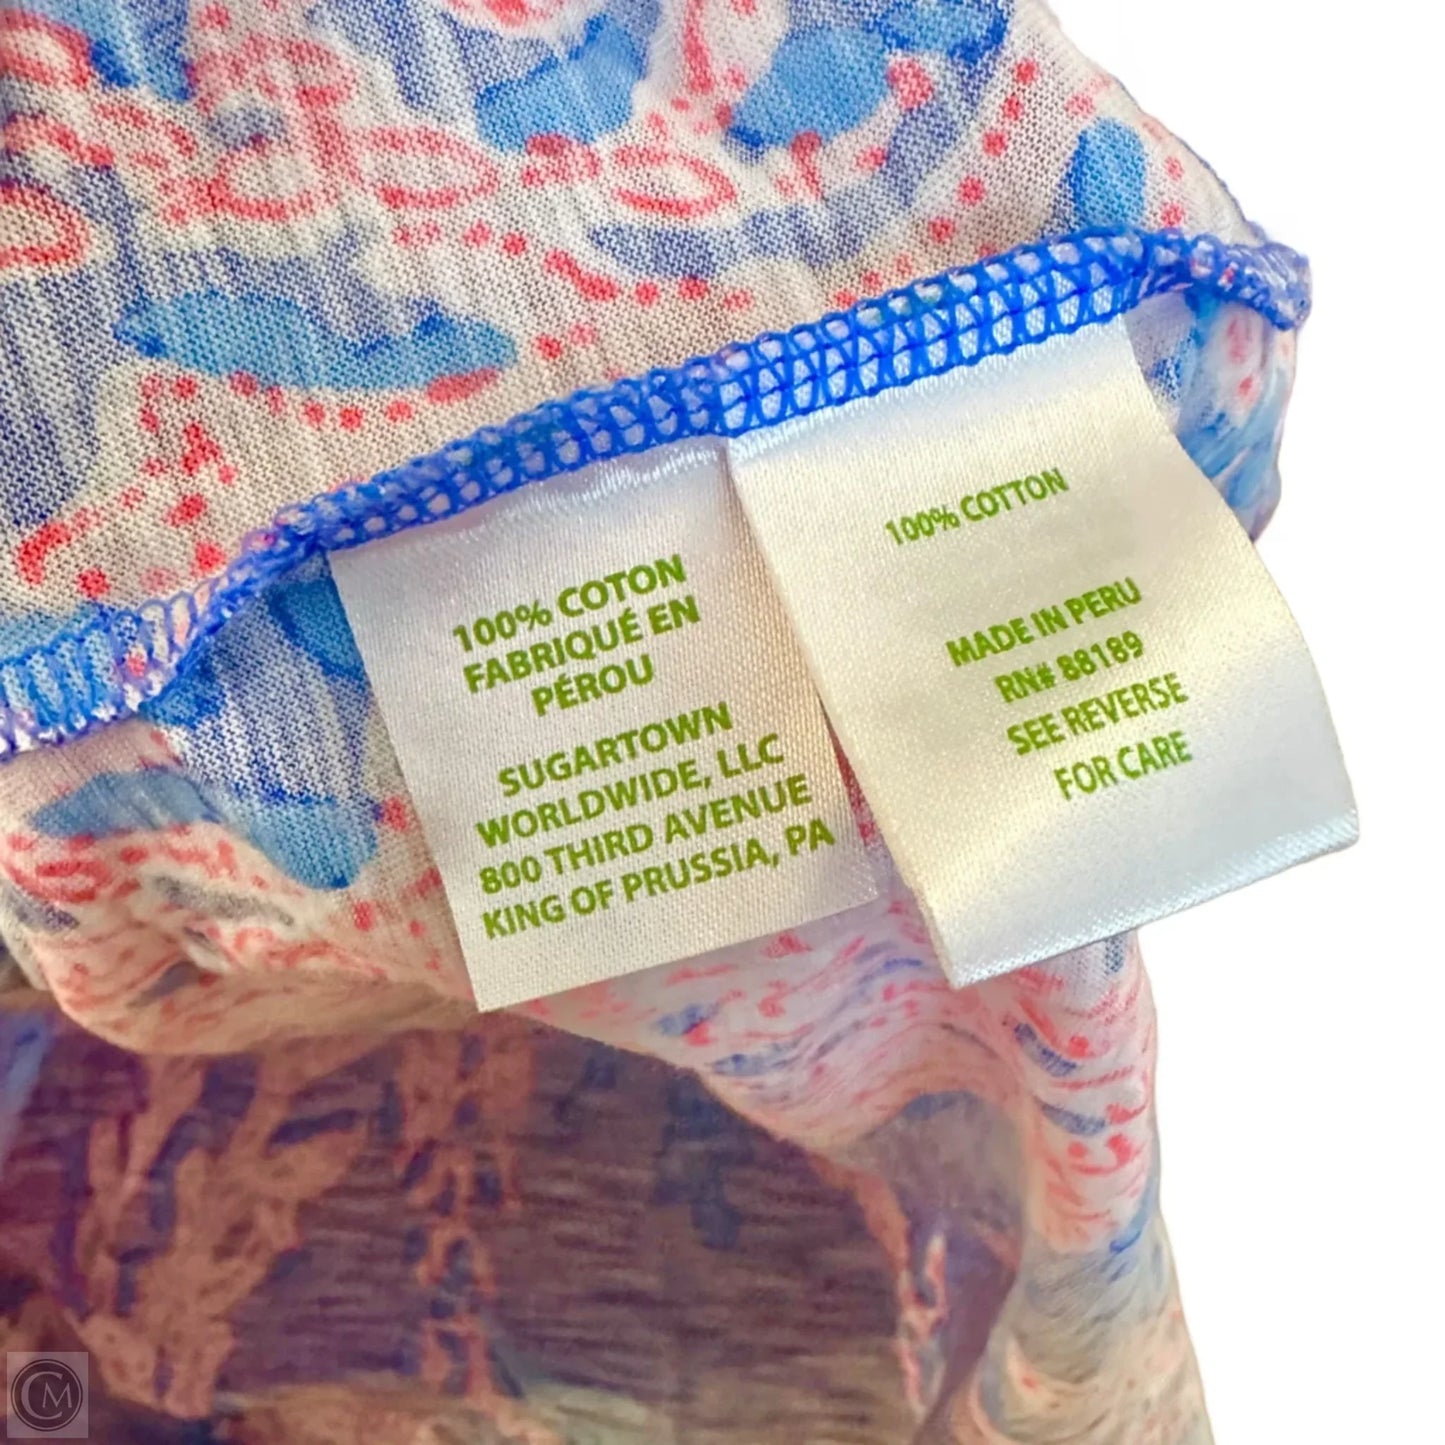 100% COTON
FABRIQUÉ EN
PÉROU
SUGARTOWN
WORLDWIDE, LLC
800 THIRD AVENUE
KING OF PRUSSIA, PA
100% COTTON
MADE IN PERU
RN# 88189
SEE REVERSE
FOR CARE
CM